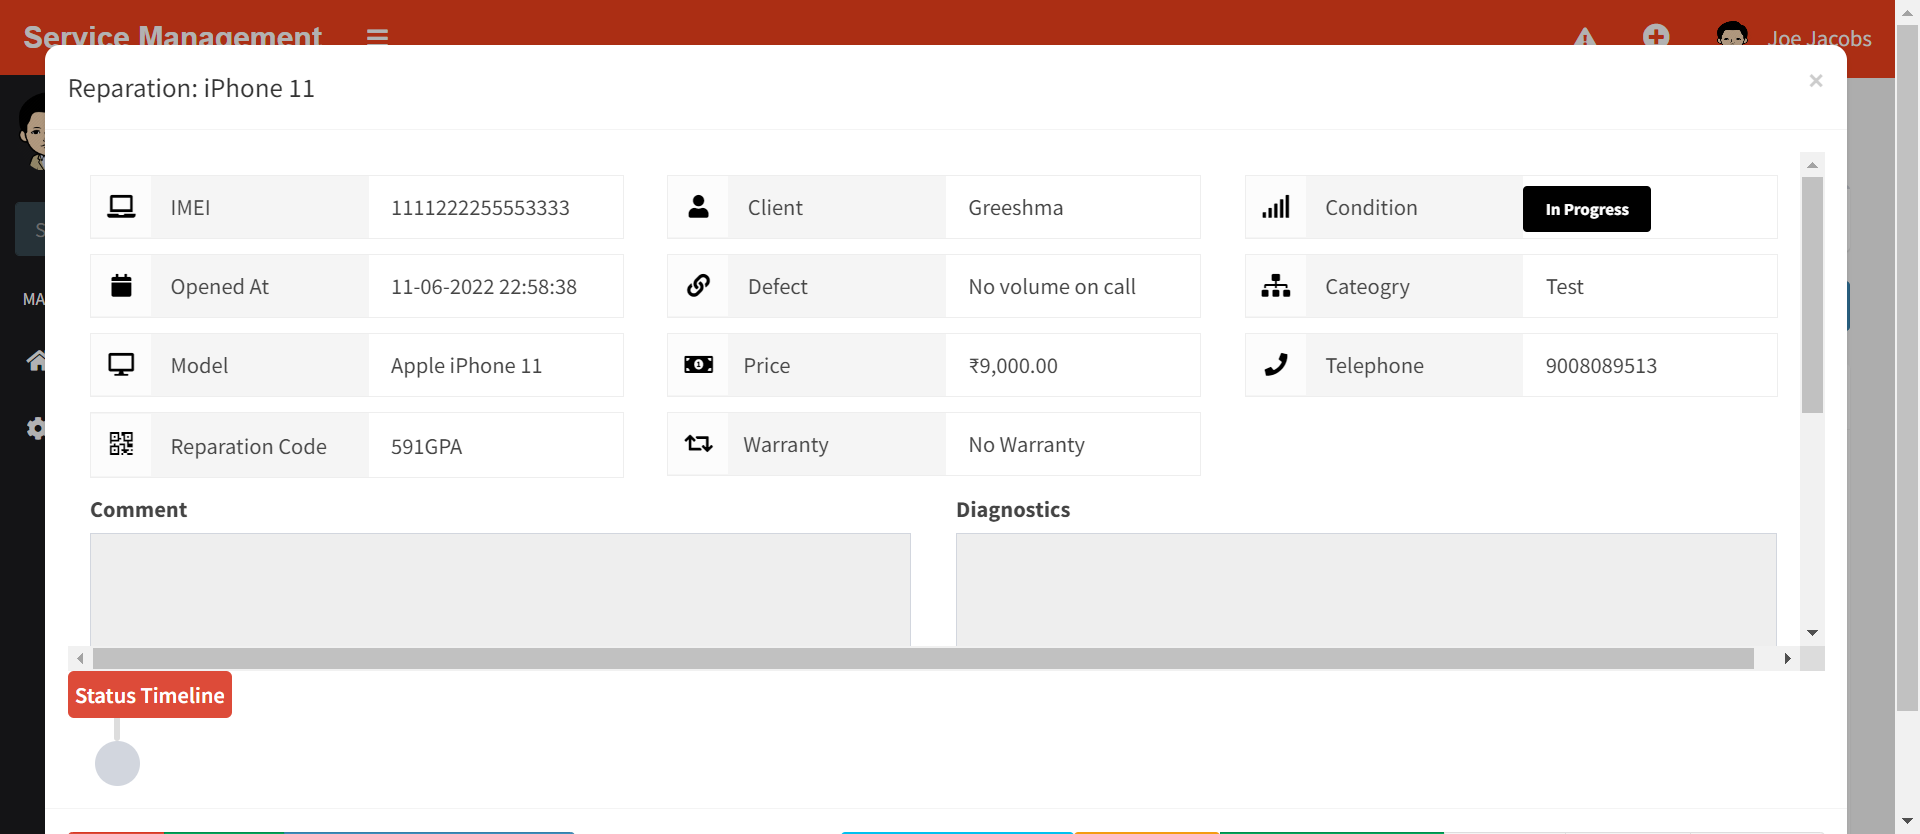 Service Management
Joe Jacobs
Reparation: iPhone 11
×
IMEI 1111222255553333 Client Greeshma Condition In Progress
S
Opened At 11-06-2022 22:58:38 Defect No volume on call Cateogry Test
MA
Model Apple iPhone 11 Price ₹9,000.00 Telephone 9008089513
Reparation Code 591GPA Warranty No Warranty
Comment Diagnostics
Status Timeline